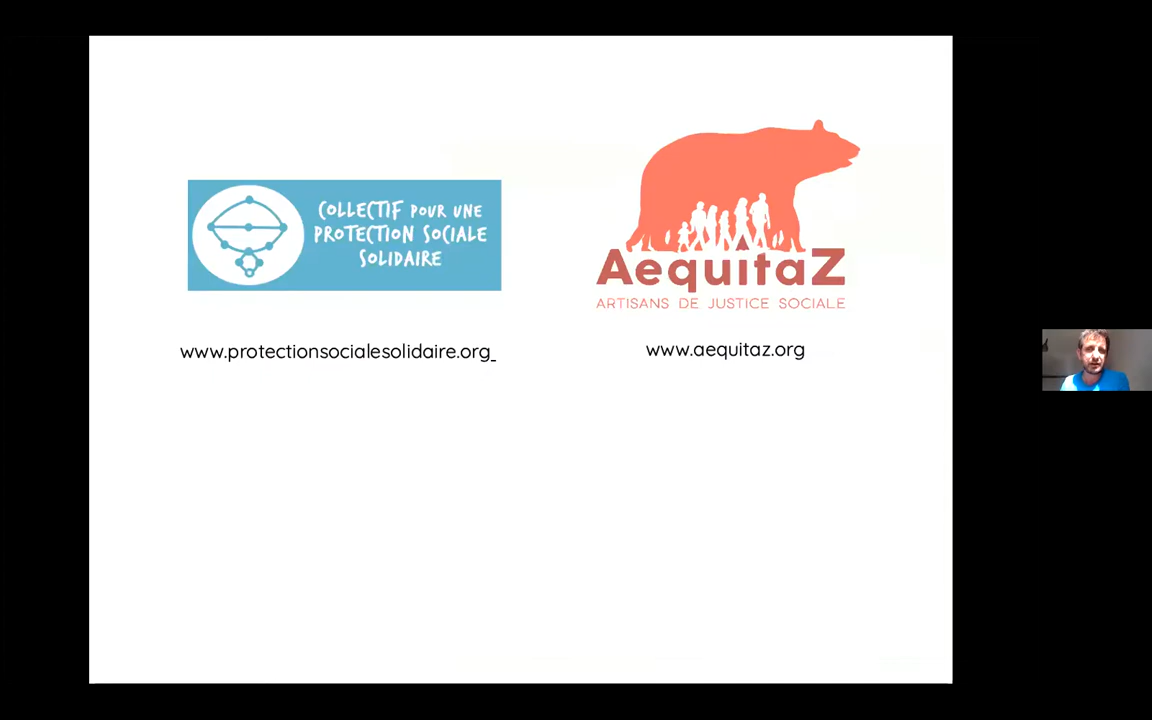 COLLECTIF POUR UNE
PROTECTION SOCIALE
SOLIDAIRE
www.protectionsocialesolidaire.org
AequitaZ
ARTISANS DE JUSTICE SOCIALE
www.aequitaz.org